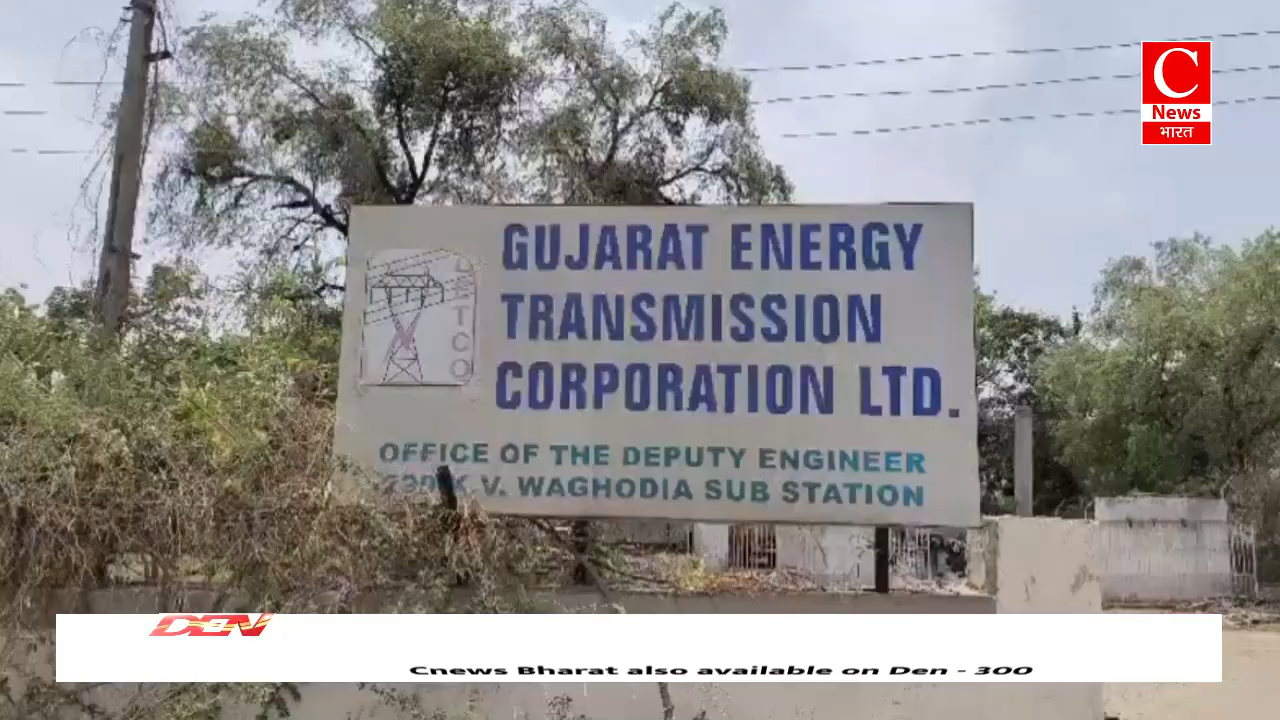 C
News
भारत
GUJARAT ENERGY
TRANSMISSION
CORPORATION LTD.
OFFICE OF THE DEPUTY ENGINEER
V. WAGHODIA SUB STATION
DEN
Cnews Bharat also available on Den - 300